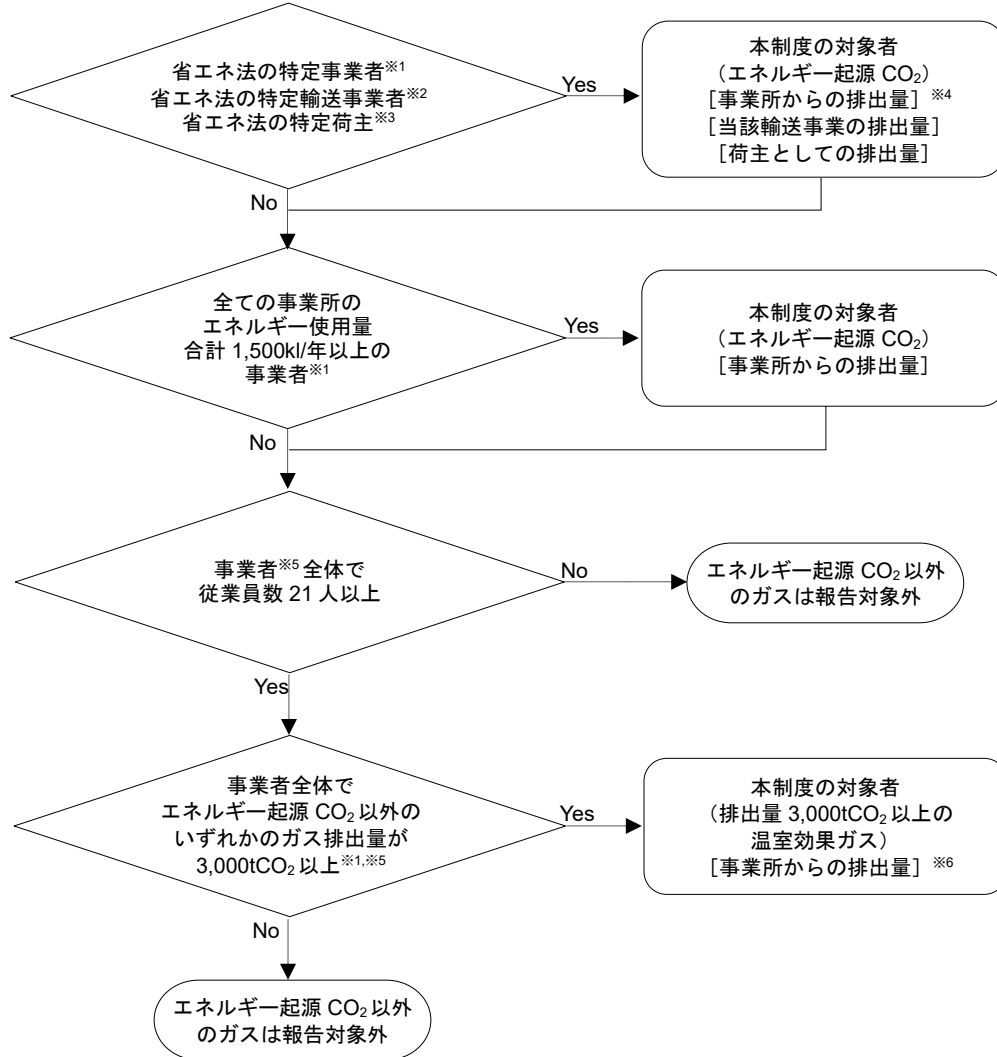 省エネ法の特定事業者※1
省エネ法の特定輸送事業者※2
省エネ法の特定荷主※3
Yes
本制度の対象者
（エネルギー起源 CO2）
［事業所からの排出量］※4
［当該輸送事業の排出量］
［荷主としての排出量］
No
全ての事業所の
エネルギー使用量
合計 1,500kl/年以上の
事業者※1
Yes
本制度の対象者
（エネルギー起源 CO2）
［事業所からの排出量］
No
事業者※5 全体で
従業員数 21 人以上
No
エネルギー起源 CO2 以外
のガスは報告対象外
Yes
事業者全体で
エネルギー起源 CO2 以外の
いずれかのガス排出量が
3,000tCO2 以上※1,※5
Yes
本制度の対象者
（排出量 3,000tCO2 以上の
温室効果ガス）
［事業所からの排出量］※6
No
エネルギー起源 CO2 以外
のガスは報告対象外